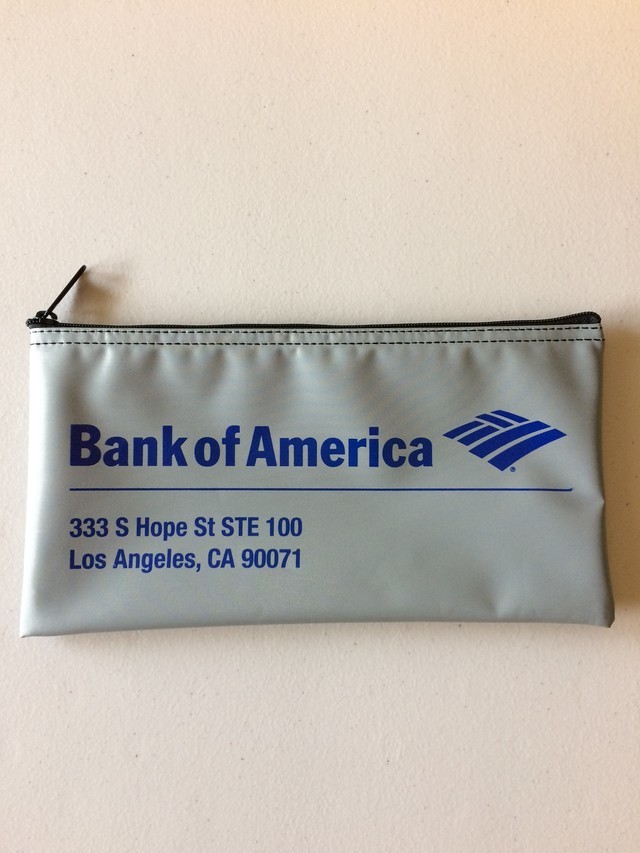 Bank of America
333 S Hope St STE 100
Los Angeles, CA 90071